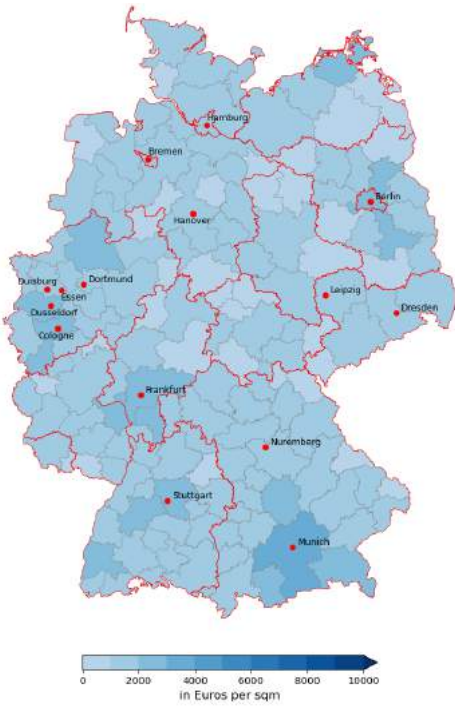 Hamburg
Bremen
Berlin
Hanover
Duisburg
Dortmund
Essen
Leipzig
Dusseldorf
Dresden
Cologne
Frankfurt
Nuremberg
Stuttgart
Munich
0 2000 4000 6000 8000 10000
in Euros per sqm